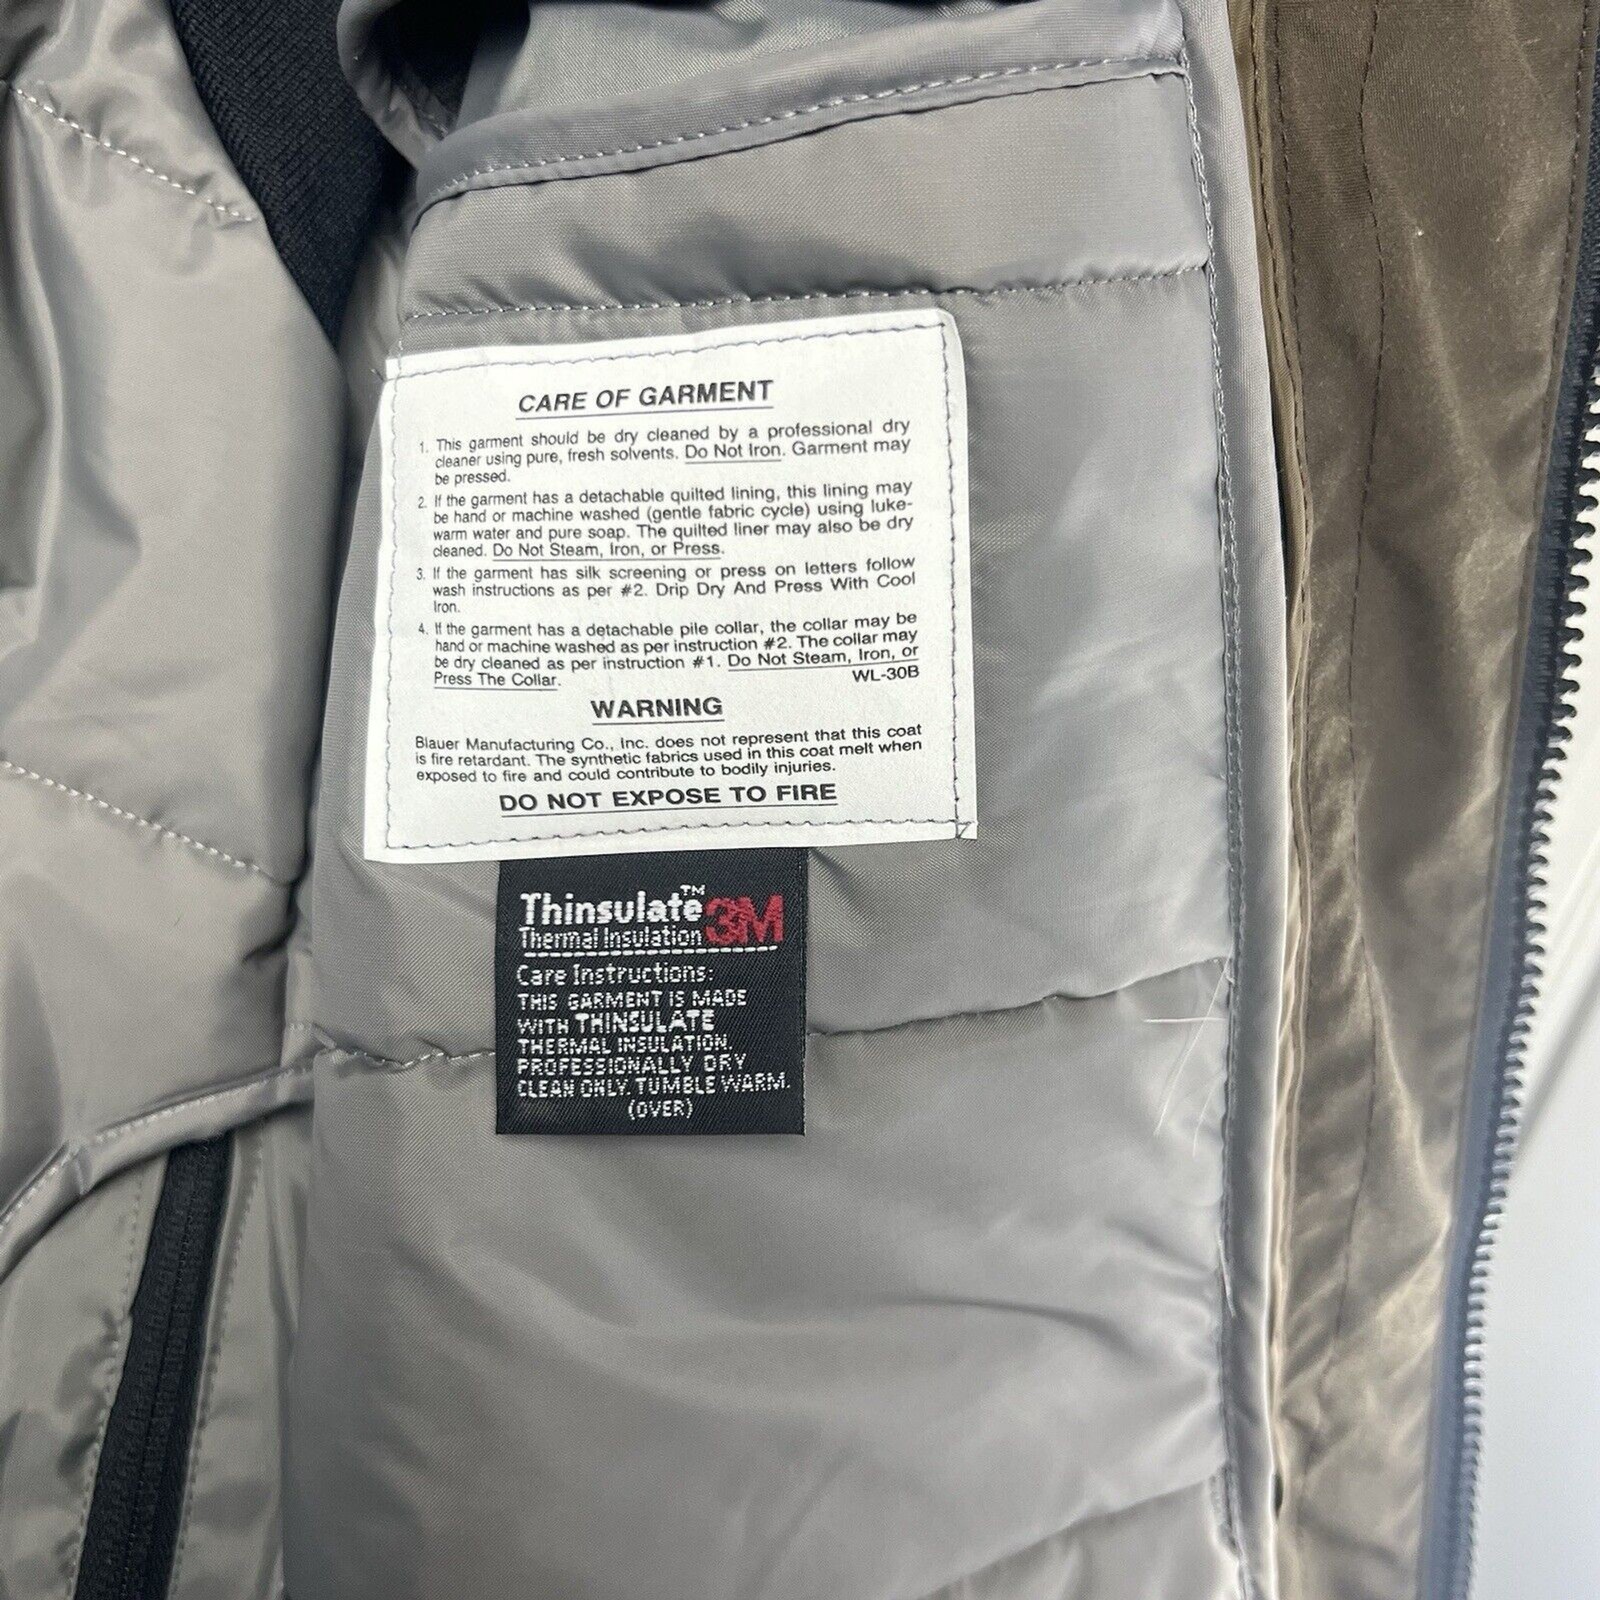 CARE OF GARMENT
1. This garment should be dry cleaned by a professional dry
cleaner using pure, fresh solvents. Do Not Iron. Garment may
be pressed.
2. If the garment has a detachable quilted lining, this lining may
be hand or machine washed (gentle fabric cycle) using luke-
warm water and pure soap. The quilted liner may also be dry
cleaned. Do Not Steam, Iron, or Press.
3. If the garment has silk screening or press on letters follow
wash instructions as per #2. Drip Dry And Press With Cool
Iron.
4. If the garment has a detachable pile collar, the collar may be
hand or machine washed as per instruction #2. The collar may
be dry cleaned as per instruction #1. Do Not Steam, Iron, or
Press The Collar. WL-30B
WARNING
Blauer Manufacturing Co., Inc. does not represent that this coat
is fire retardant. The synthetic fabrics used in this coat melt when
exposed to fire and could contribute to bodily injuries.
DO NOT EXPOSE TO FIRE
Thinsulate™ 3M
Thermal Insulation
Care Instructions:
THIS GARMENT IS MADE
WITH THINSULATE
THERMAL INSULATION.
PROFESSIONALLY DRY
CLEAN ONLY. TUMBLE WARM.
(OVER)